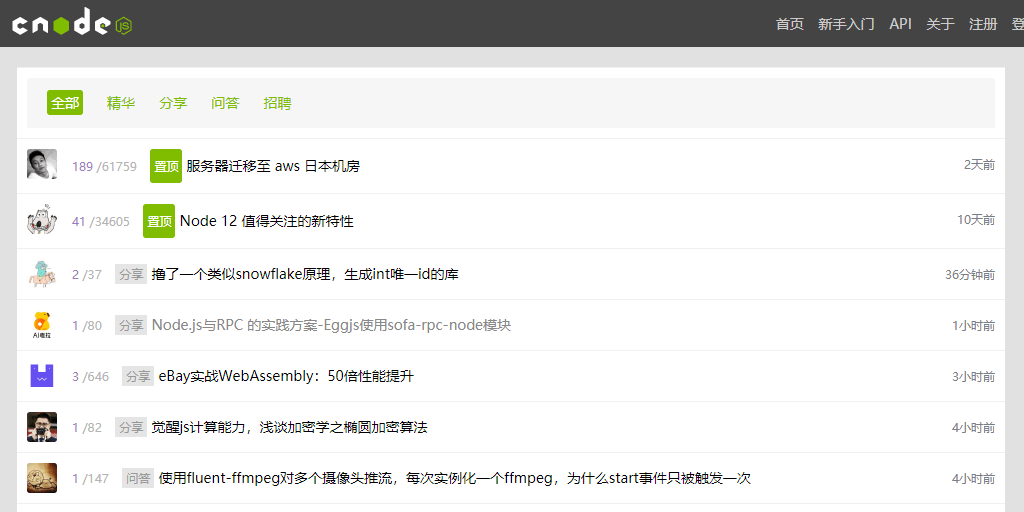 cnode JS 首页 新手入门 API 关于 注册 登
全部 精华 分享 问答 招聘
189 /61759 置顶 服务器迁移至 aws 日本机房 2天前
41 /34605 置顶 Node 12 值得关注的新特性 10天前
2 /37 分享 撸了一个类似snowflake原理，生成int唯一id的库 36分钟前
1 /80 分享 Node.js与RPC 的实践方案-Eggjs使用sofa-rpc-node模块 1小时前
3 /646 分享 eBay实战WebAssembly：50倍性能提升 3小时前
1 /82 分享 觉醒js计算能力，浅谈加密学之椭圆加密算法 4小时前
1 /147 问答 使用fluent-ffmpeg对多个摄像头推流，每次实例化一个ffmpeg，为什么start事件只被触发一次 4小时前